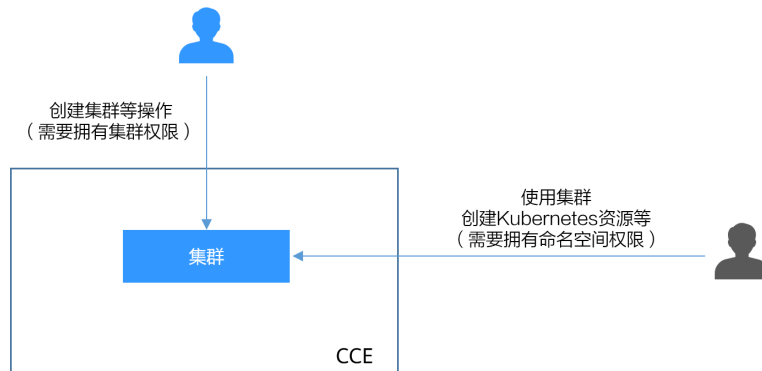 创建集群等操作
（需要拥有集群权限）
使用集群
创建Kubernetes资源等
（需要拥有命名空间权限）
集群
CCE